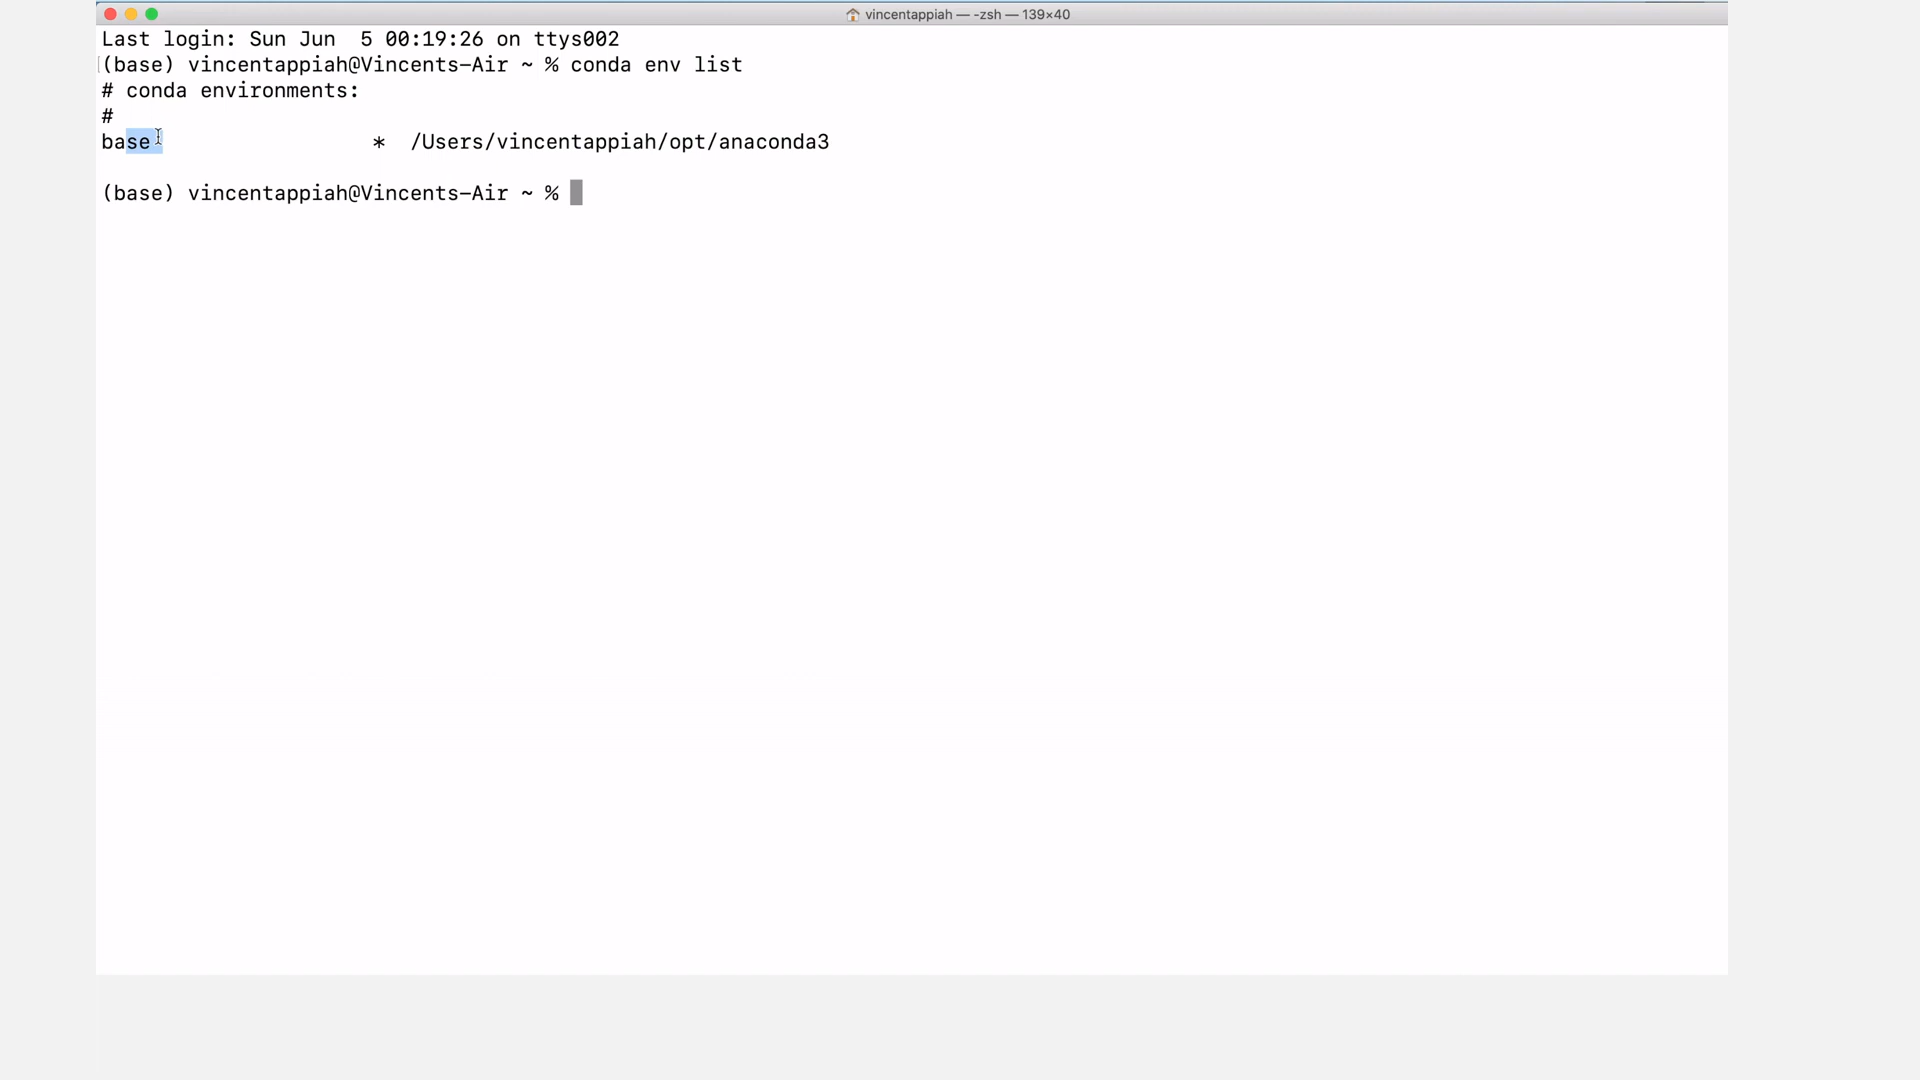 vincentappiah — -zsh — 139×40
Last login: Sun Jun  5 00:19:26 on ttys002
(base) vincentappiah@Vincents-Air ~ % conda env list
# conda environments:
#
base                  *  /Users/vincentappiah/opt/anaconda3
(base) vincentappiah@Vincents-Air ~ %